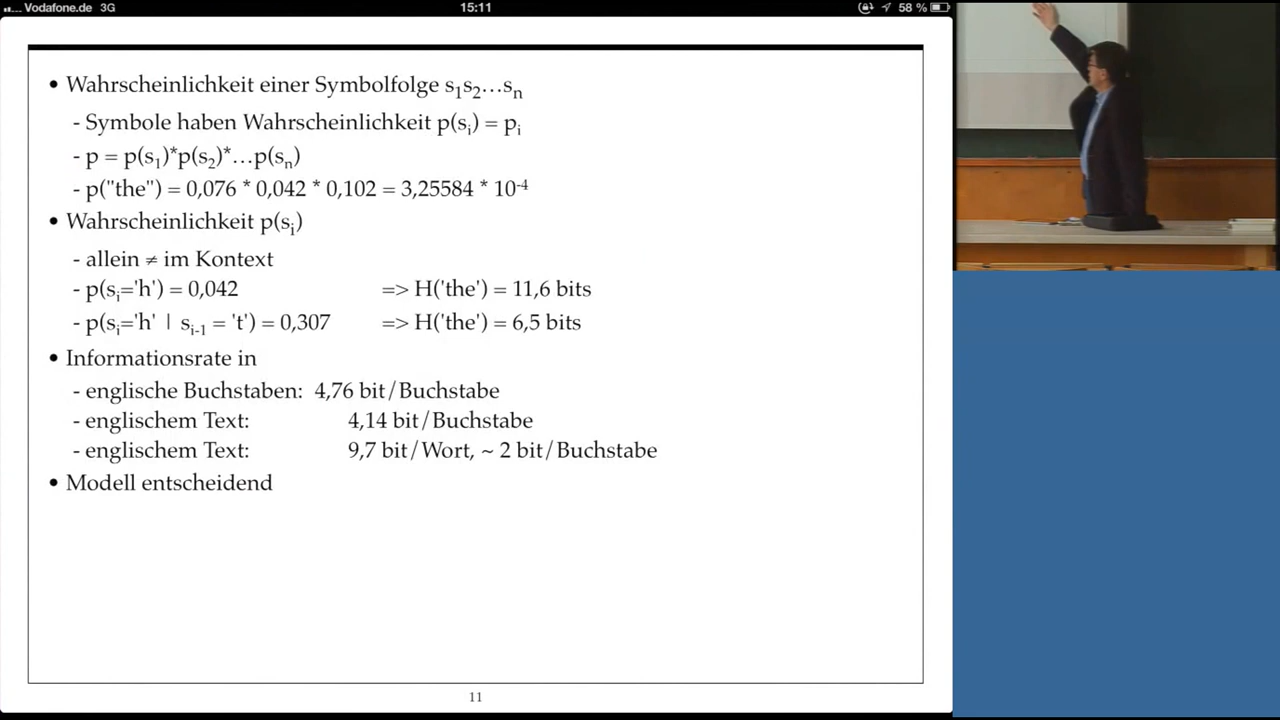 Vodafone.de 3G 15:11 58 %
• Wahrscheinlichkeit einer Symbolfolge s₁s₂…sₙ
- Symbole haben Wahrscheinlichkeit p(sᵢ) = pᵢ
- p = p(s₁)*p(s₂)*…p(sₙ)
- p("the") = 0,076 * 0,042 * 0,102 = 3,25584 * 10⁻⁴
• Wahrscheinlichkeit p(sᵢ)
- allein ≠ im Kontext
- p(sᵢ='h') = 0,042 => H('the') = 11,6 bits
- p(sᵢ='h' | sᵢ₋₁ = 't') = 0,307 => H('the') = 6,5 bits
• Informationsrate in
- englische Buchstaben: 4,76 bit/Buchstabe
- englischem Text: 4,14 bit/Buchstabe
- englischem Text: 9,7 bit/Wort, ~ 2 bit/Buchstabe
• Modell entscheidend
11